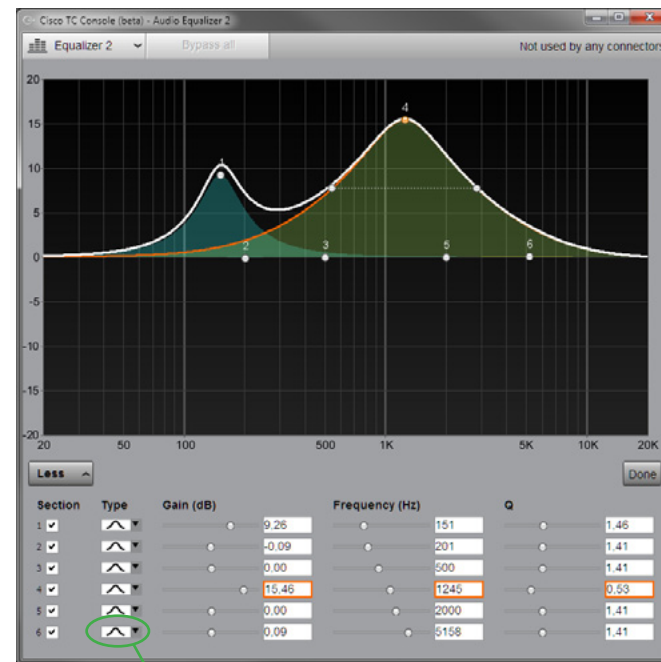 Cisco TC Console (beta) - Audio Equalizer 2
Equalizer 2 Bypass all Not used by any connectors
20
15
10
5
0
-5
-10
-15
-20
1 2 3 4 5 6
20 50 100 500 1K 5K 10K 20K
Less Done
Section Type Gain (dB) Frequency (Hz) Q
1 9,26 151 1,46
2 -0,09 201 1,41
3 0,00 500 1,41
4 15,46 1245 0,53
5 0,00 2000 1,41
6 0,09 5158 1,41